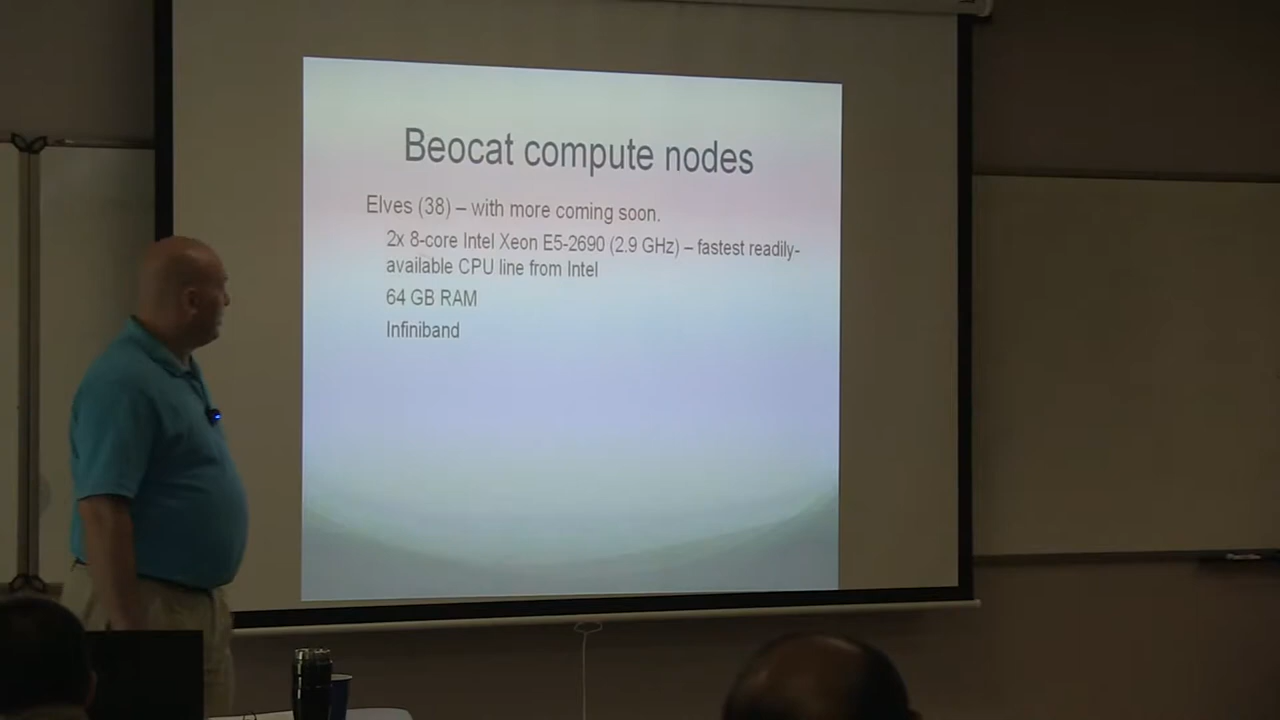 Beocat compute nodes
Elves (38) – with more coming soon.
2x 8-core Intel Xeon E5-2690 (2.9 GHz) – fastest readily-
available CPU line from Intel
64 GB RAM
Infiniband